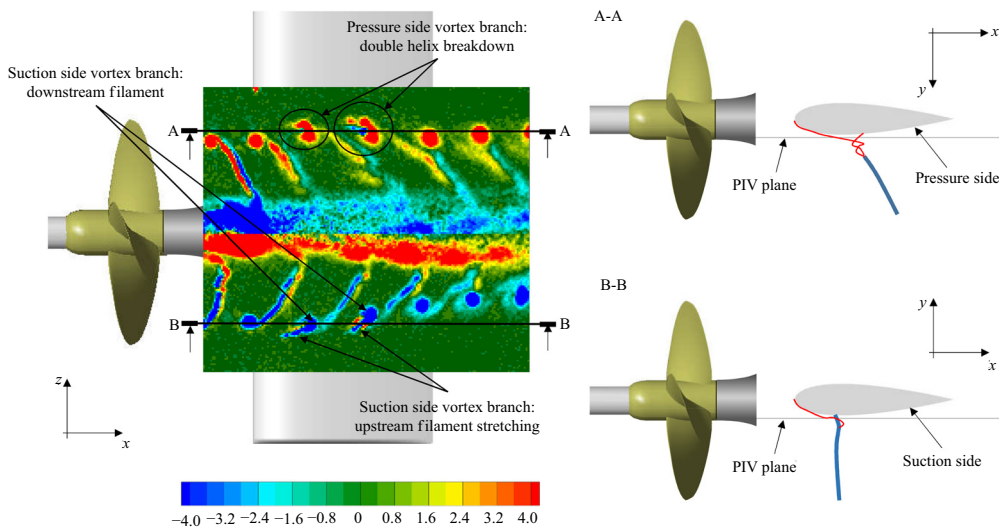 Pressure side vortex branch:
double helix breakdown
Suction side vortex branch:
downstream filament
A
A
B
B
z
x
Suction side vortex branch:
upstream filament stretching
−4.0 −3.2 −2.4 −1.6 −0.8 0 0.8 1.6 2.4 3.2 4.0
A-A
x
y
PIV plane
Pressure side
B-B
y
x
PIV plane
Suction side